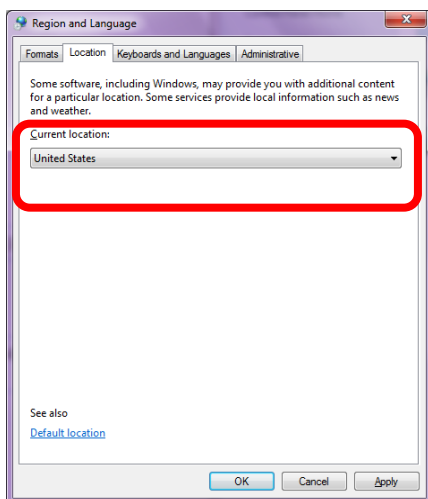 Region and Language
Formats Location Keyboards and Languages Administrative
Some software, including Windows, may provide you with additional content
for a particular location. Some services provide local information such as news
and weather.
Current location:
United States
See also
Default location
OK Cancel Apply